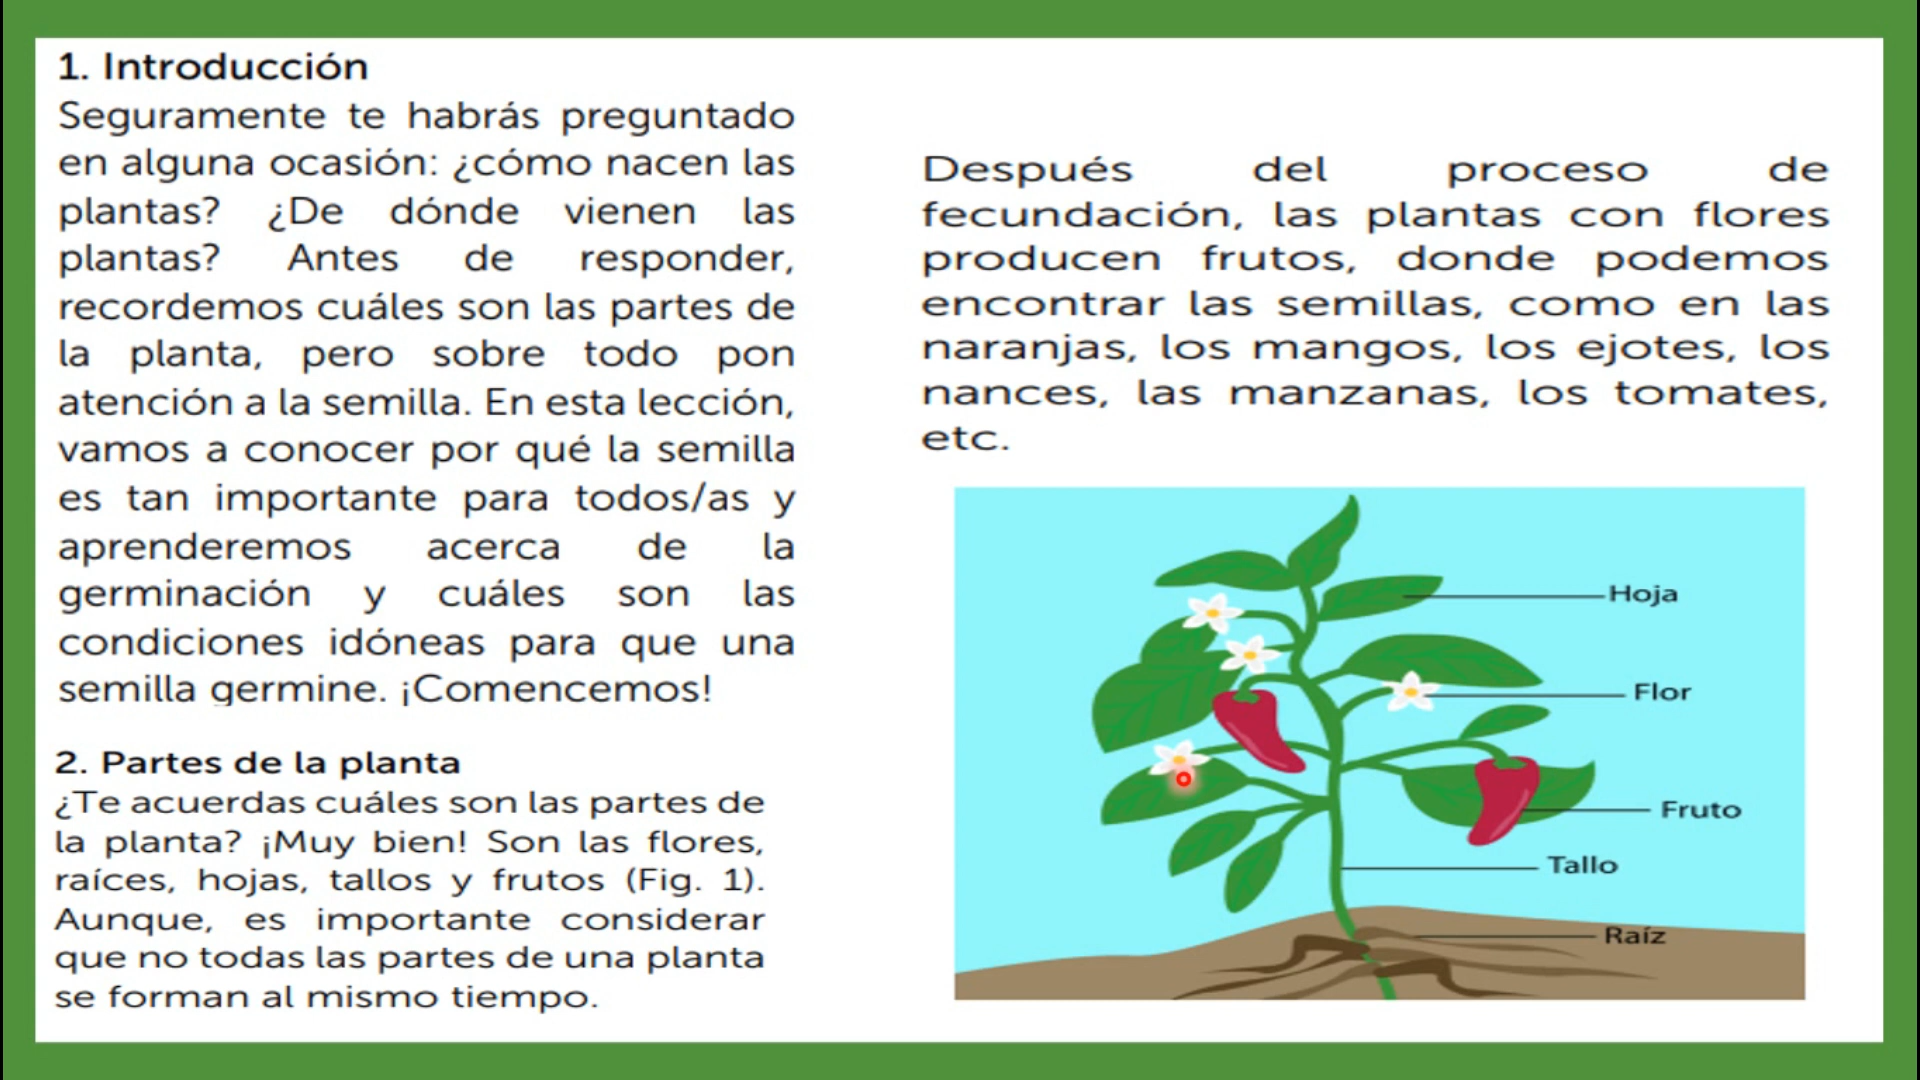 1. Introducción
Seguramente te habrás preguntado
en alguna ocasión: ¿cómo nacen las
plantas? ¿De dónde vienen las
plantas? Antes de responder,
recordemos cuáles son las partes de
la planta, pero sobre todo pon
atención a la semilla. En esta lección,
vamos a conocer por qué la semilla
es tan importante para todos/as y
aprenderemos acerca de la
germinación y cuáles son las
condiciones idóneas para que una
semilla germine. ¡Comencemos!
2. Partes de la planta
¿Te acuerdas cuáles son las partes de
la planta? ¡Muy bien! Son las flores,
raíces, hojas, tallos y frutos (Fig. 1).
Aunque, es importante considerar
que no todas las partes de una planta
se forman al mismo tiempo.
Después del proceso de
fecundación, las plantas con flores
producen frutos, donde podemos
encontrar las semillas, como en las
naranjas, los mangos, los ejotes, los
nances, las manzanas, los tomates,
etc.
Hoja
Flor
Fruto
Tallo
Raíz